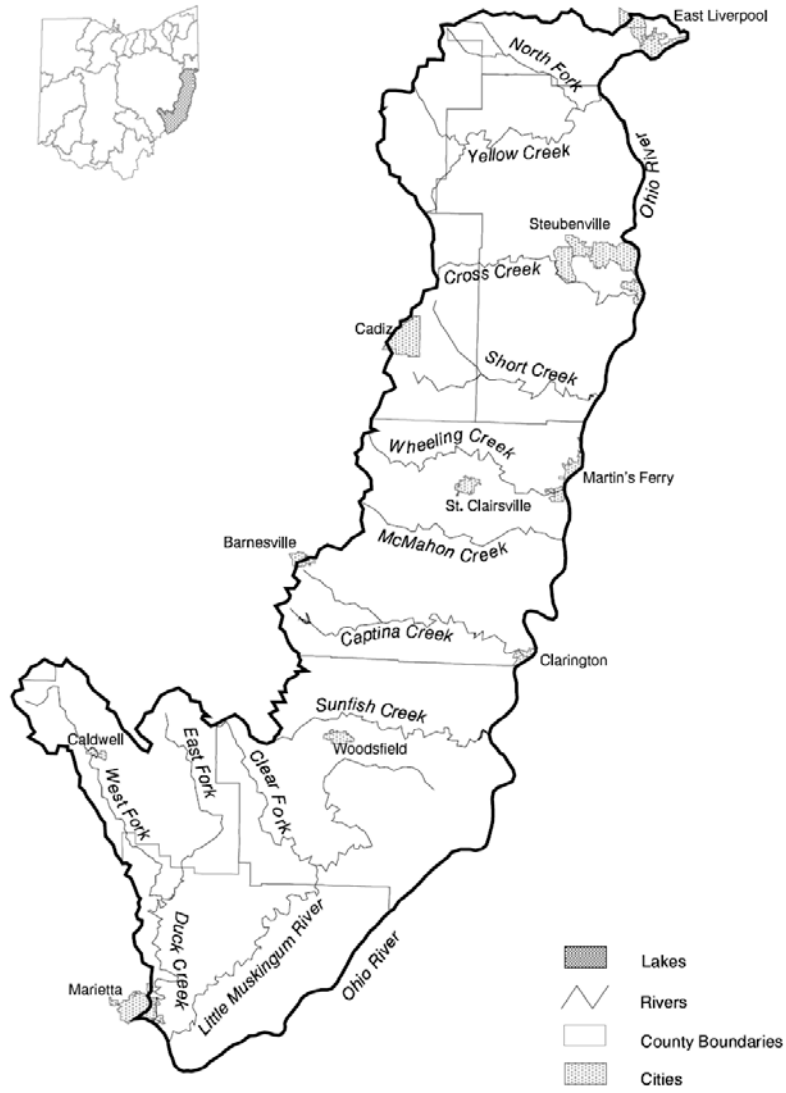 East Liverpool
North Fork
Yellow Creek
Ohio River
Steubenville
Cross Creek
Cadiz
Short Creek
Wheeling Creek
Martin's Ferry
St. Clairsville
Barnesville
McMahon Creek
Captina Creek
Clarington
Sunfish Creek
Caldwell
East Fork
Clear Fork
Woodsfield
West Fork
Duck Creek
Little Muskingum River
Ohio River
Marietta
Lakes
Rivers
County Boundaries
Cities